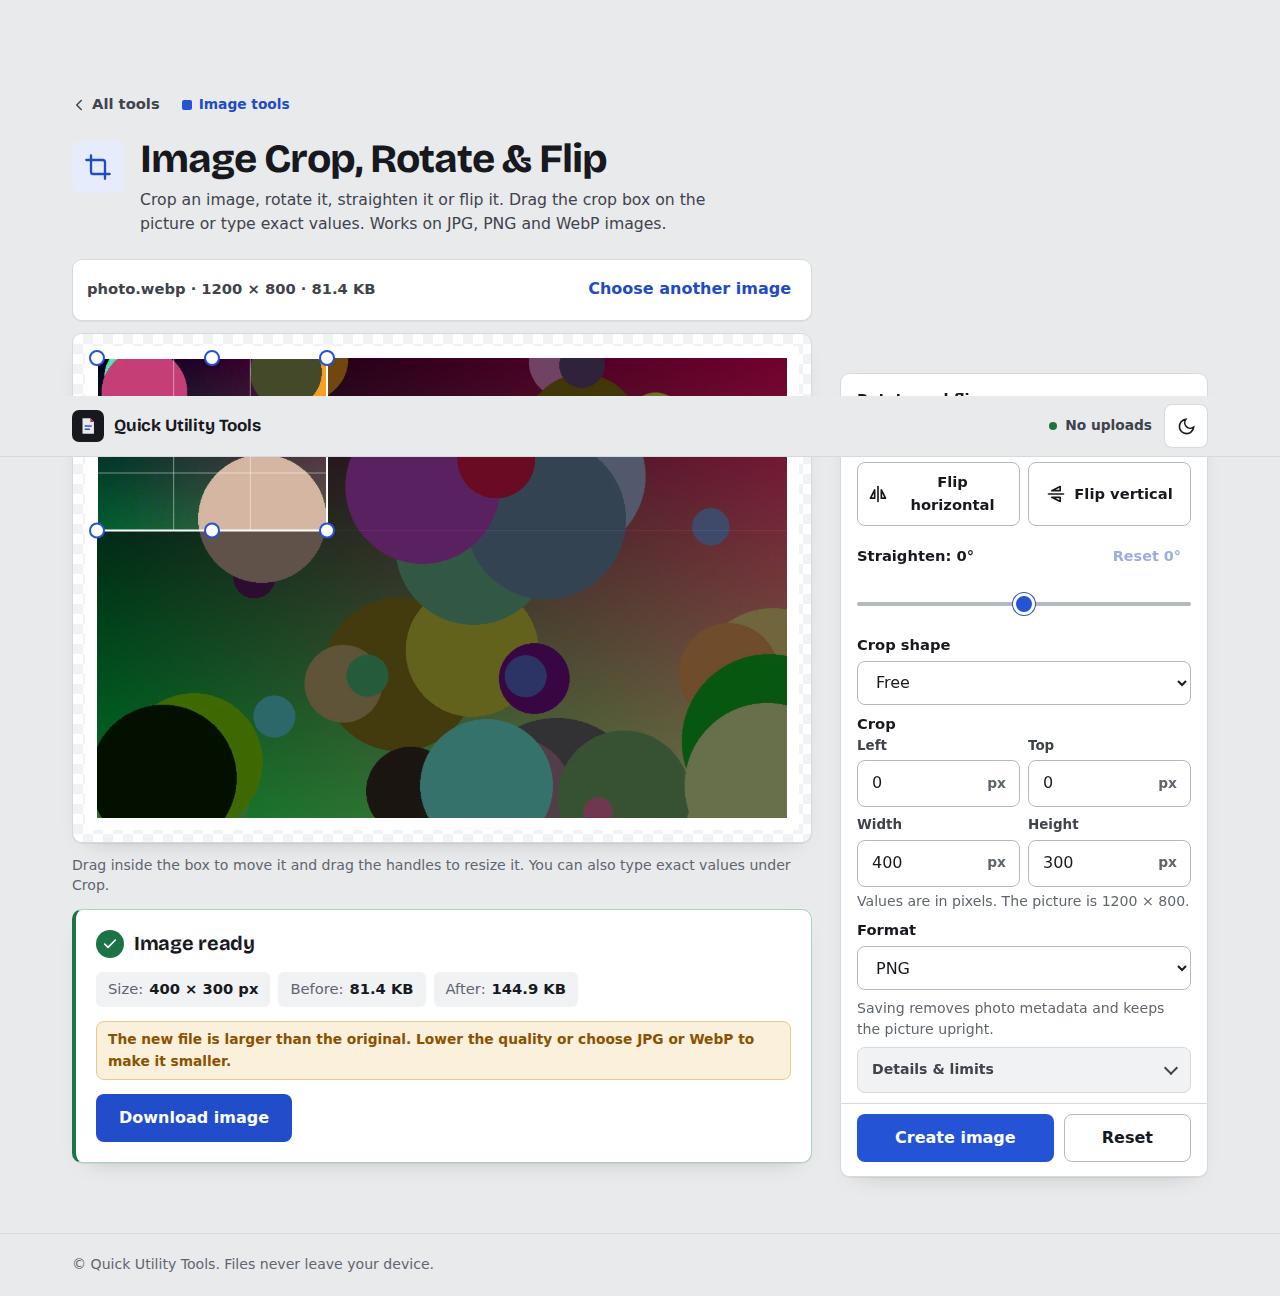 All tools
Image tools
Image Crop, Rotate & Flip
Crop an image, rotate it, straighten it or flip it. Drag the crop box on the
picture or type exact values. Works on JPG, PNG and WebP images.
photo.webp · 1200 × 800 · 81.4 KB
Choose another image
Quick Utility Tools
No uploads
Drag inside the box to move it and drag the handles to resize it. You can also type exact values under
Crop.
Image ready
Size: 400 × 300 px
Before: 81.4 KB
After: 144.9 KB
The new file is larger than the original. Lower the quality or choose JPG or WebP to
make it smaller.
Download image
Flip
horizontal
Flip vertical
Straighten: 0°
Reset 0°
Crop shape
Free
Crop
Left
Top
0 px
0 px
Width
Height
400 px
300 px
Values are in pixels. The picture is 1200 × 800.
Format
PNG
Saving removes photo metadata and keeps
the picture upright.
Details & limits
Create image
Reset
© Quick Utility Tools. Files never leave your device.